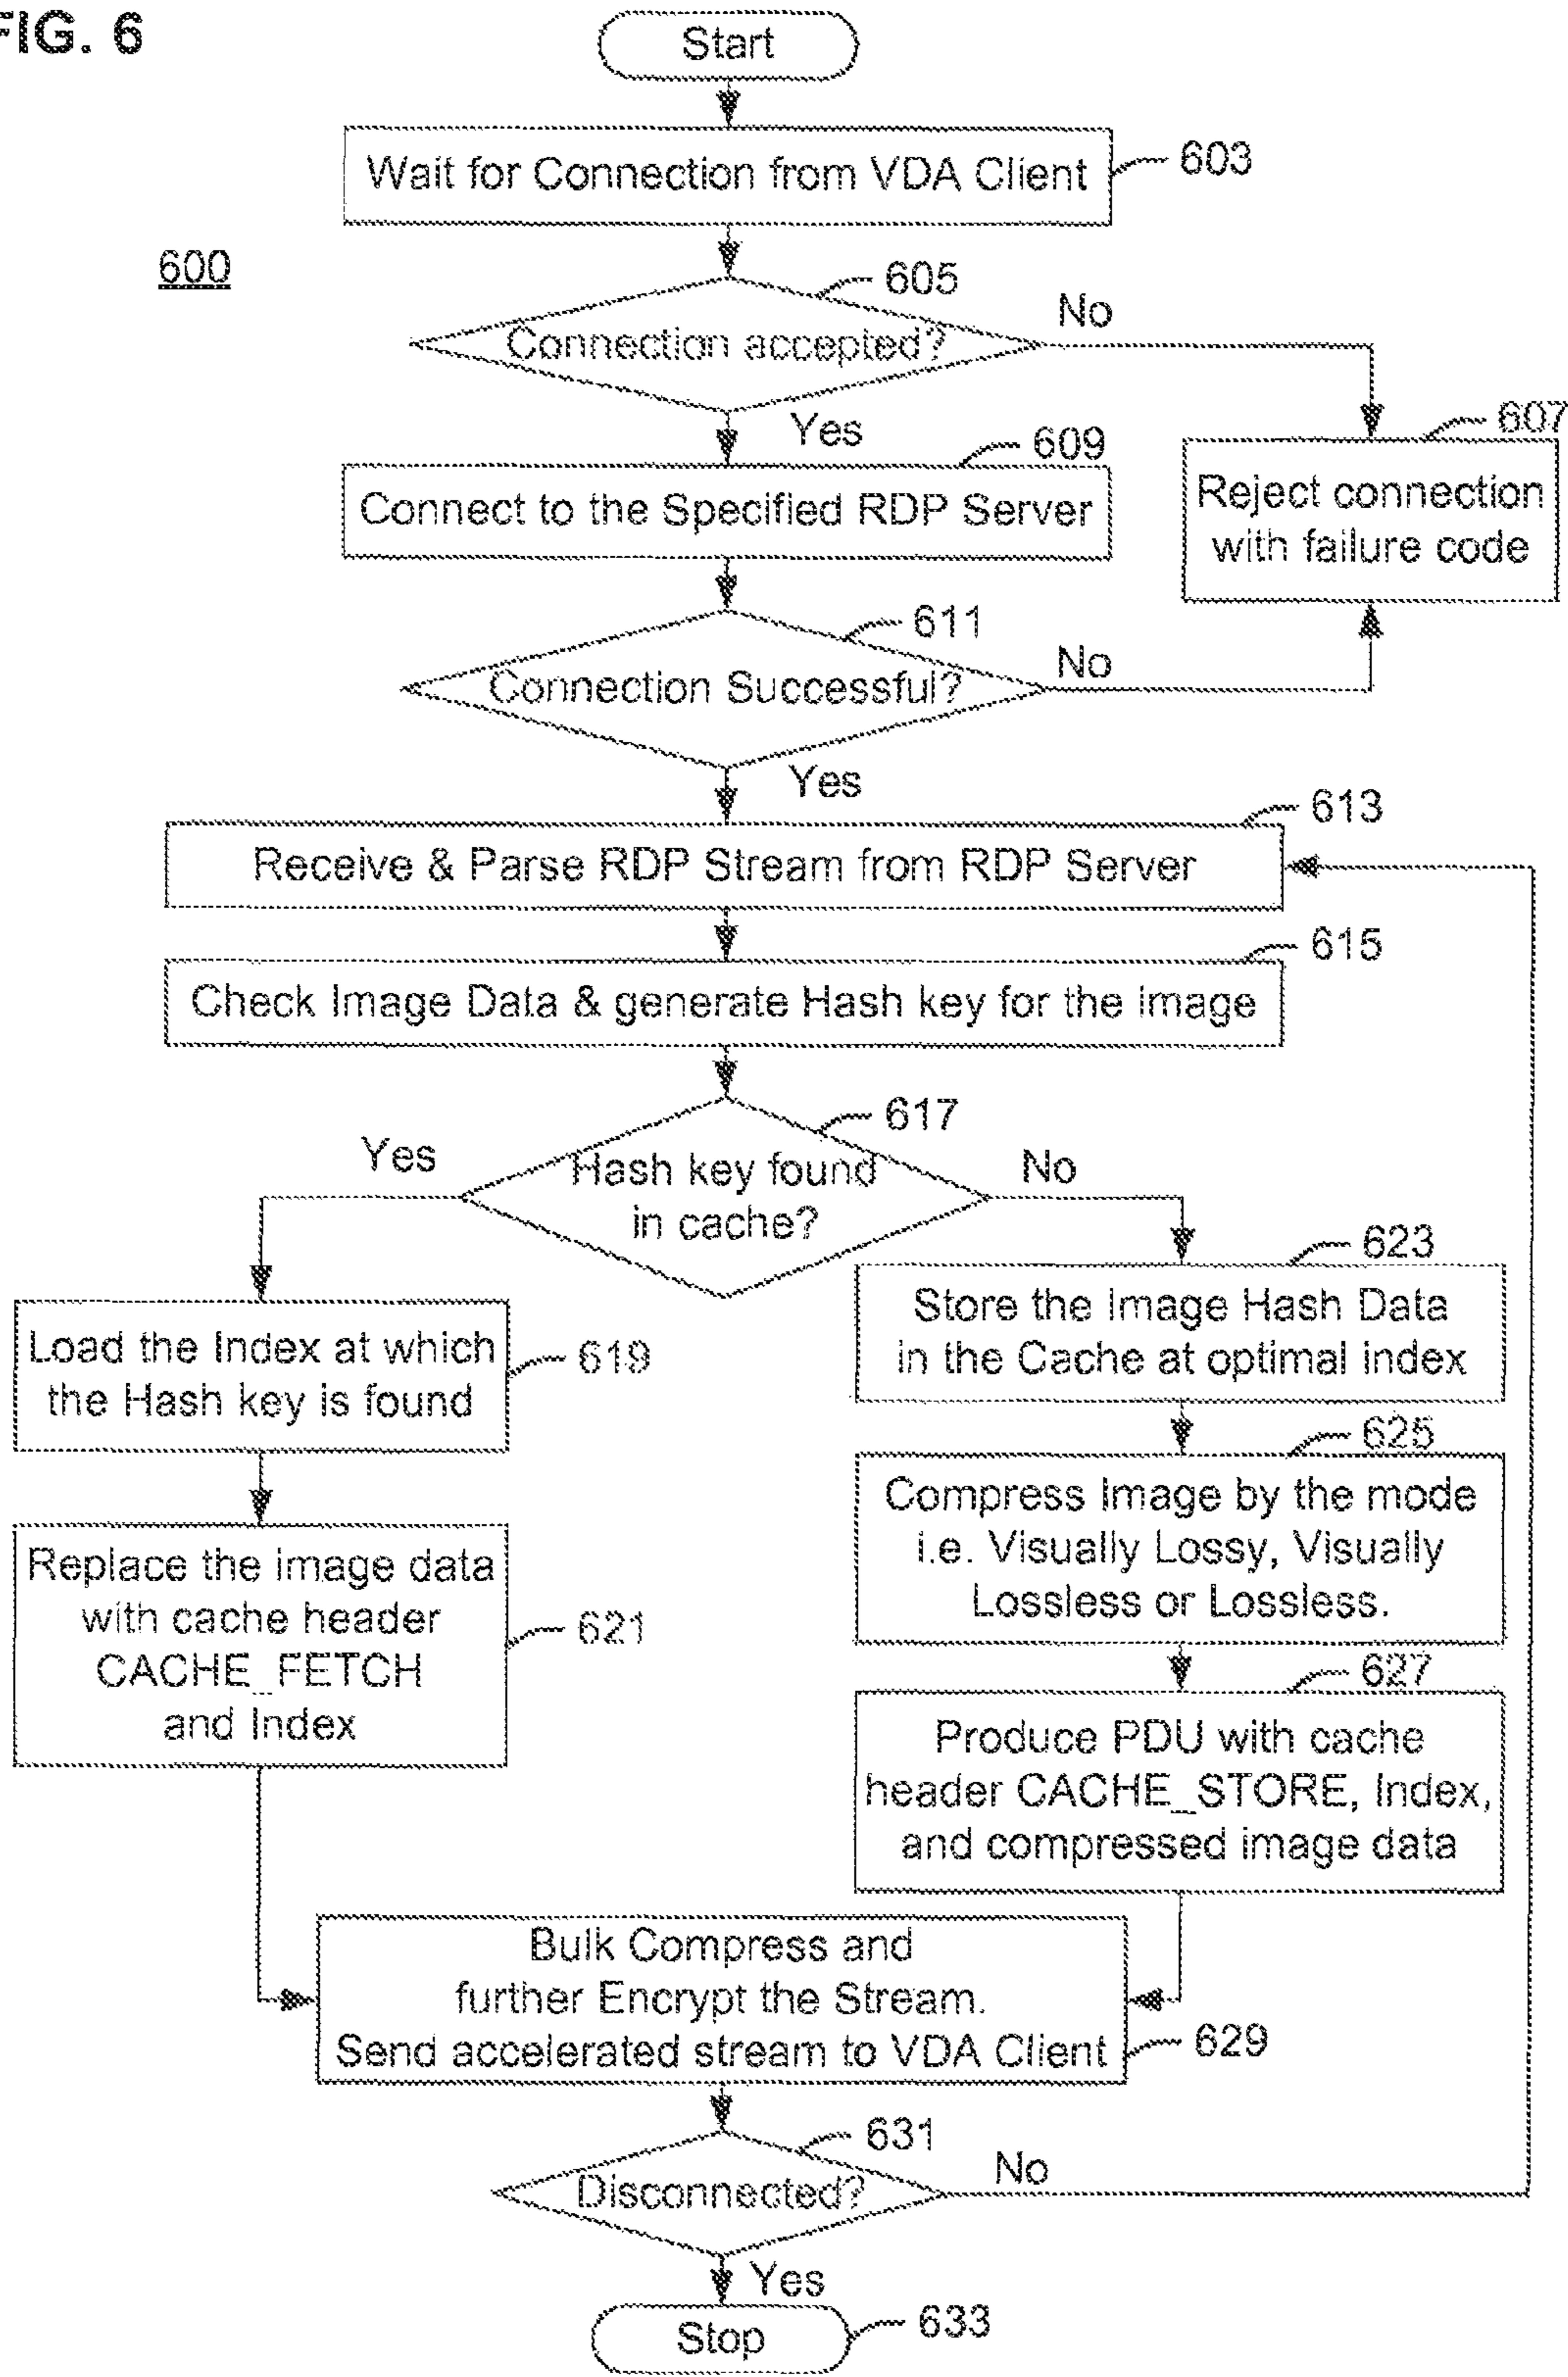 FIG. 6
Start
Wait for Connection from VDA Client
603
600
605
Connection accepted?
No
Yes
607
609
Connect to the Specified RDP Server
Reject connection
with failure code
611
Connection Successful?
No
Yes
613
Receive & Parse RDP Stream from RDP Server
615
Check Image Data & generate Hash key for the image
617
Yes
Hash key found
in cache?
No
623
Store the Image Hash Data
in the Cache at optimal index
Load the Index at which
the Hash key is found
619
625
Compress Image by the mode
i.e. Visually Lossy, Visually
Lossless or Lossless.
Replace the image data
with cache header
CACHE_FETCH
and Index
621
627
Produce PDU with cache
header CACHE_STORE, Index,
and compressed image data
Bulk Compress and
further Encrypt the Stream.
Send accelerated stream to VDA Client
629
631
Disconnected?
No
Yes
Stop
633